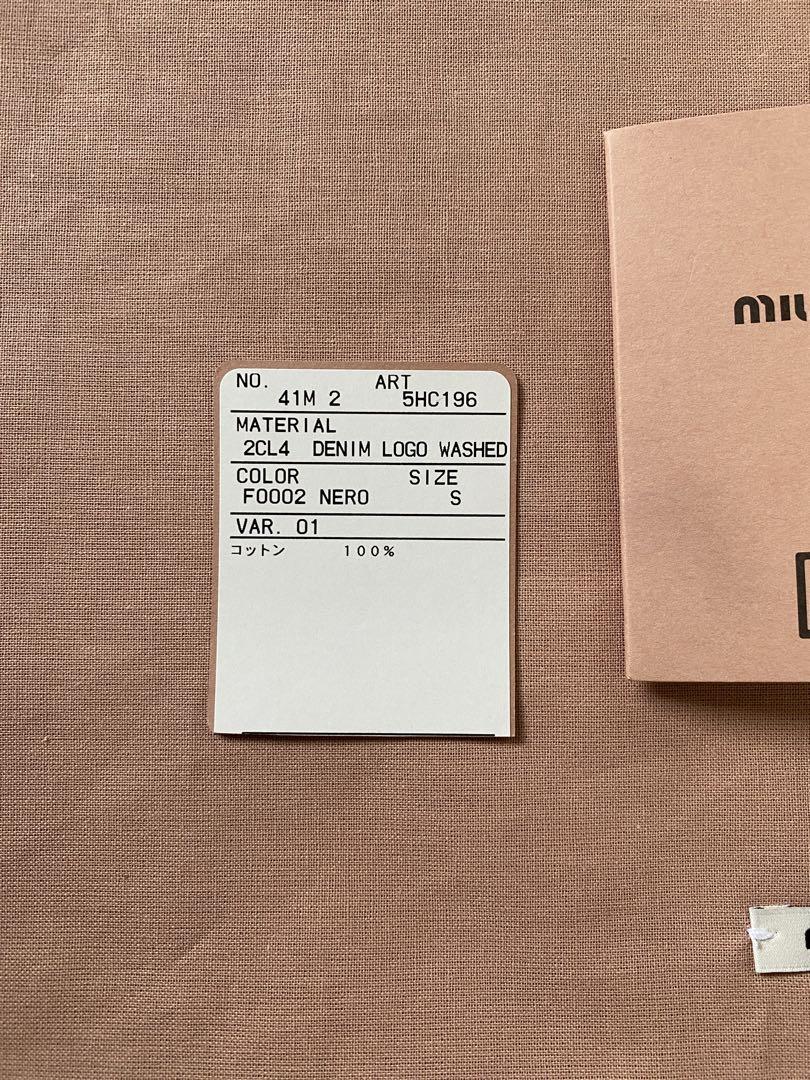 NO. ART
41M 2 5HC196
MATERIAL
2CL4 DENIM LOGO WASHED
COLOR SIZE
F0002 NERO S
VAR. 01
コットン 100%